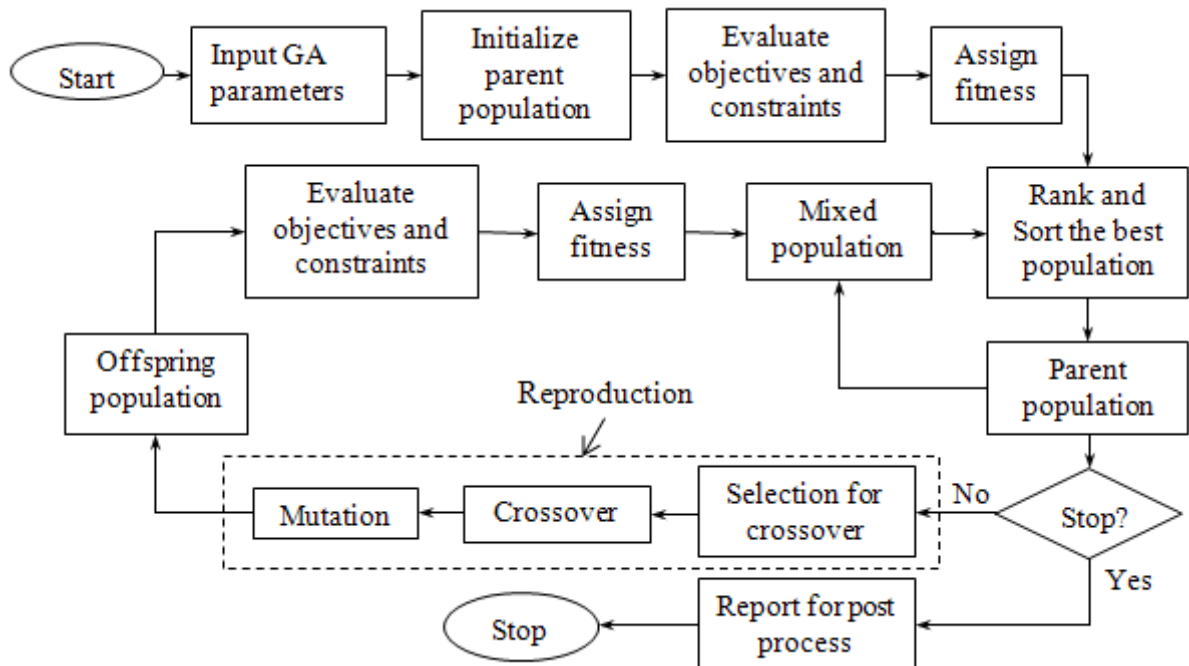 Start
Input GA
parameters
Initialize
parent
population
Evaluate
objectives and
constraints
Assign
fitness
Evaluate
objectives and
constraints
Assign
fitness
Mixed
population
Rank and
Sort the best
population
Offspring
population
Reproduction
Parent
population
Mutation
Crossover
Selection for
crossover
No
Stop?
Yes
Stop
Report for post
process